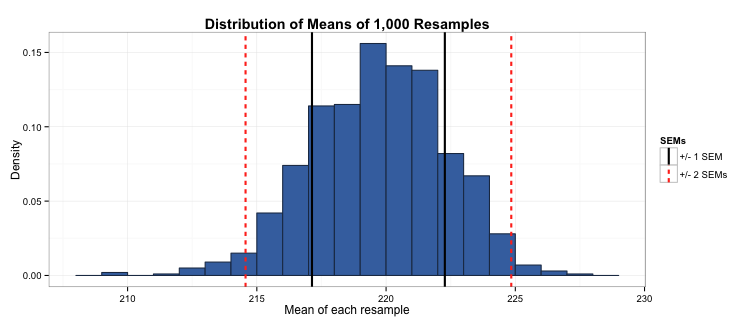 Distribution of Means of 1,000 Resamples
0.15
0.10
0.05
0.00
Density
210 215 220 225 230
Mean of each resample
SEMs
+/- 1 SEM
+/- 2 SEMs